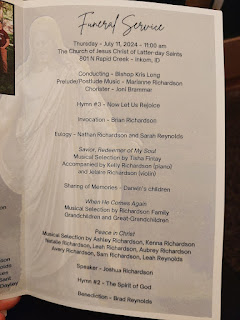 Funeral Service
Thursday - July 11, 2024 - 11:00 am
The Church of Jesus Christ of Latter-day Saints
801 N Rapid Creek - Inkom, ID
Conducting - Bishop Kris Long
Prelude/Postlude Music - Marianne Richardson
Chorister - Joni Brammer
Hymn #3 - Now Let Us Rejoice
Invocation - Brian Richardson
Eulogy - Nathan Richardson and Sarah Reynolds
Savior, Redeemer of My Soul
Musical Selection by Tisha Finlay
Accompanied by Kelly Richardson (piano)
and Jelaire Richardson (violin)
Sharing of Memories - Darwin's children
When He Comes Again
Musical Selection by Richardson Family
Grandchildren and Great Grandchildren
Peace in Christ
Musical Selection by Ashley Richardson, Kenna Richardson
Natalie Richardson, Leah Richardson, Aubrey Richardson
Avery Richardson, Sam Richardson, Leah Reynolds
Speaker - Joshua Richardson
Hymn #2 - The Spirit of God
Benediction - Brad Reynolds